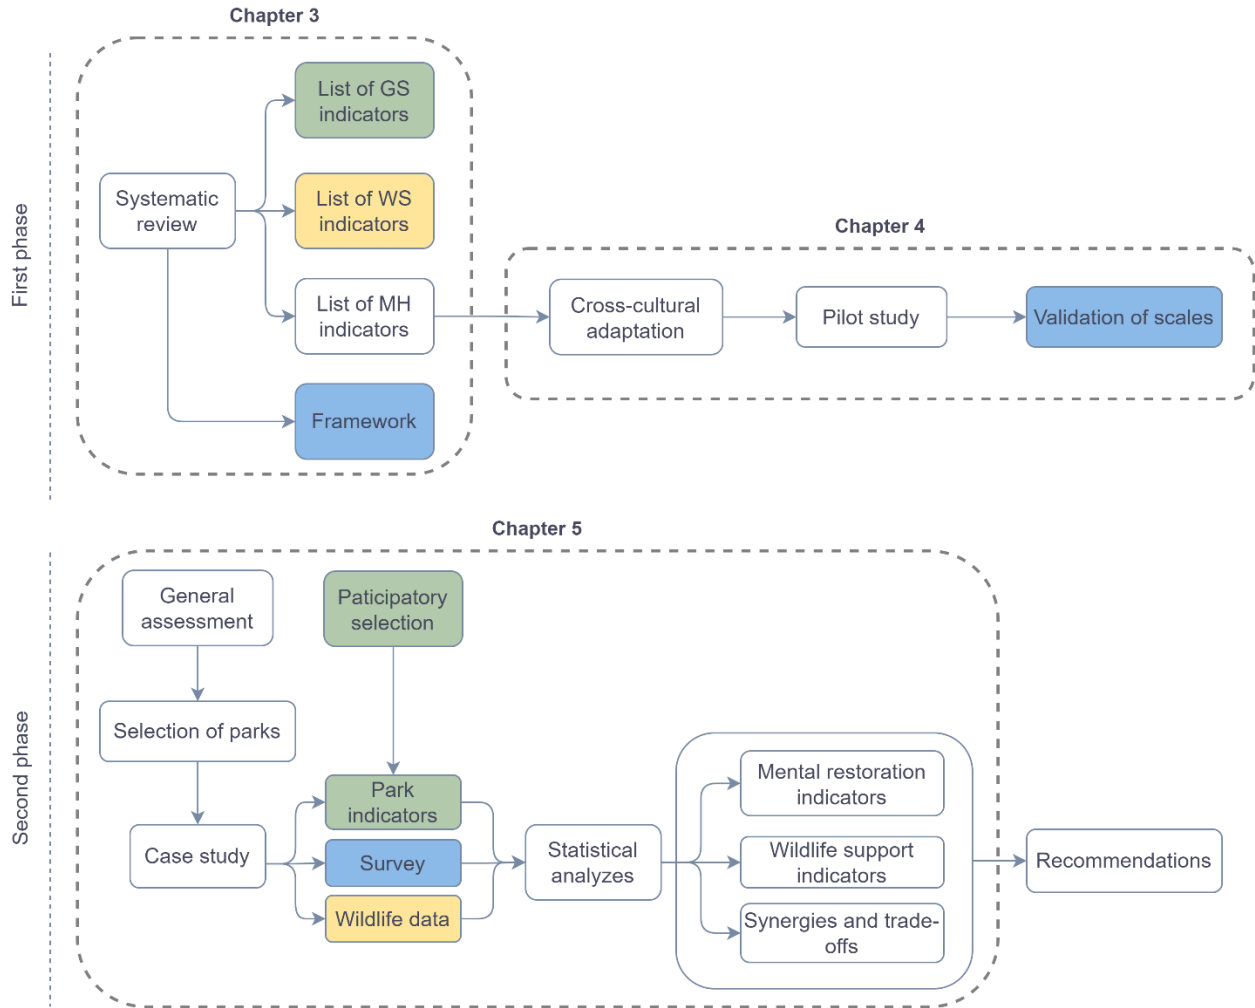 Chapter 3
First phase
List of GS
indicators
Systematic
review
List of WS
indicators
List of MH
indicators
Framework
Chapter 4
Cross-cultural
adaptation
Pilot study
Validation of scales
Chapter 5
Second phase
General
assessment
Paticipatory
selection
Selection of parks
Case study
Park
indicators
Survey
Wildlife data
Statistical
analyzes
Mental restoration
indicators
Wildlife support
indicators
Synergies and trade-
offs
Recommendations